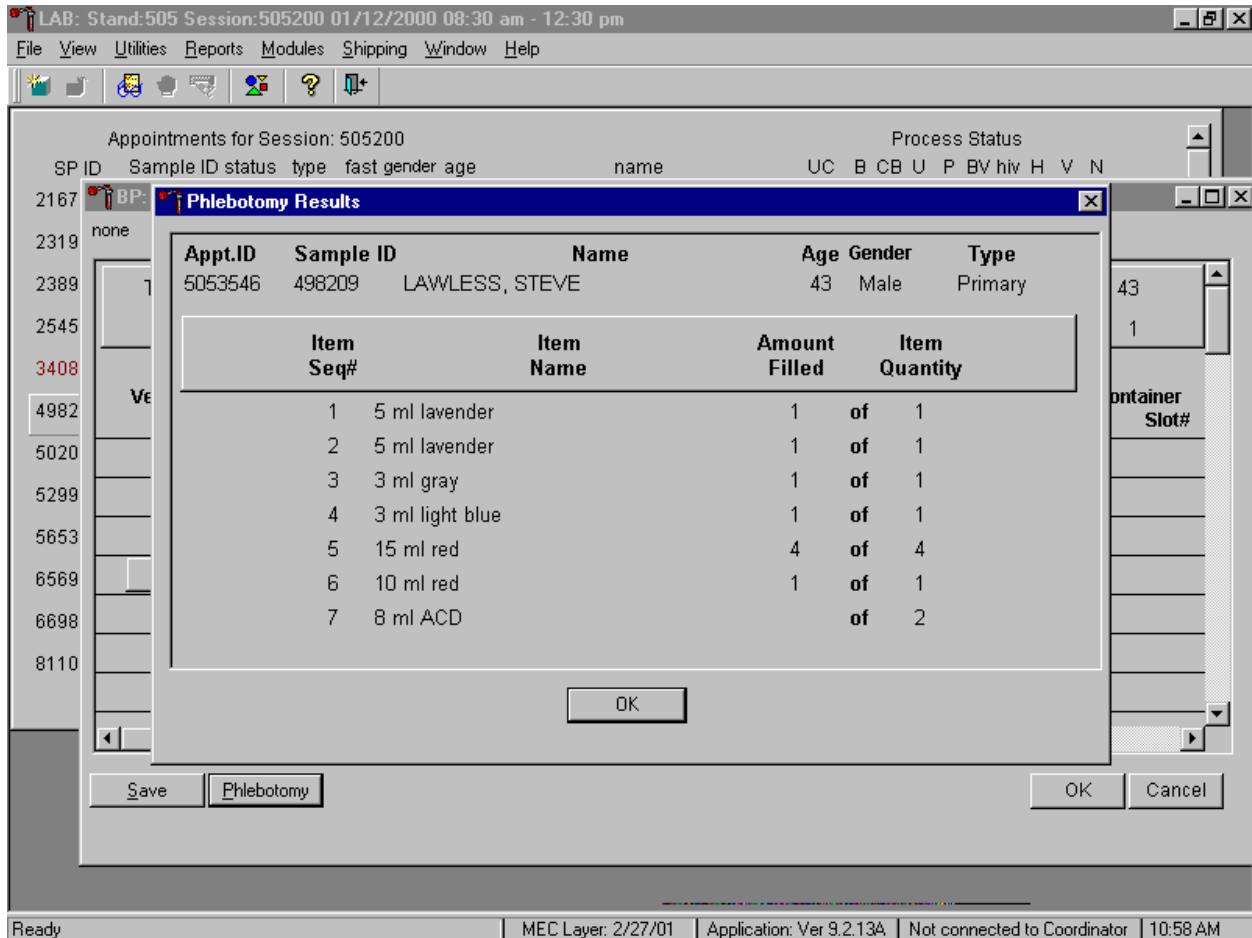 LAB: Stand:505 Session:505200 01/12/2000 08:30 am - 12:30 pm
File View Utilities Reports Modules Shipping Window Help
Appointments for Session: 505200 Process Status
SP ID Sample ID status type fast gender age name UC B CB U P BV hiv H V N
2167 BP: Phlebotomy Results
2319 none
Appt.ID Sample ID Name Age Gender Type
2389 5053546 498209 LAWLESS, STEVE 43 Male Primary 43
2545 1
Item Item Amount Item
3408 Seq# Name Filled Quantity
4982 ontainer
Slot#
1 5 ml lavender 1 of 1
5020 2 5 ml lavender 1 of 1
5299 3 3 ml gray 1 of 1
4 3 ml light blue 1 of 1
5653 5 15 ml red 4 of 4
6569 6 10 ml red 1 of 1
6698 7 8 ml ACD of 2
8110
OK
Save Phlebotomy OK Cancel
Ready MEC Layer: 2/27/01 Application: Ver 9.2.13A Not connected to Coordinator 10:58 AM